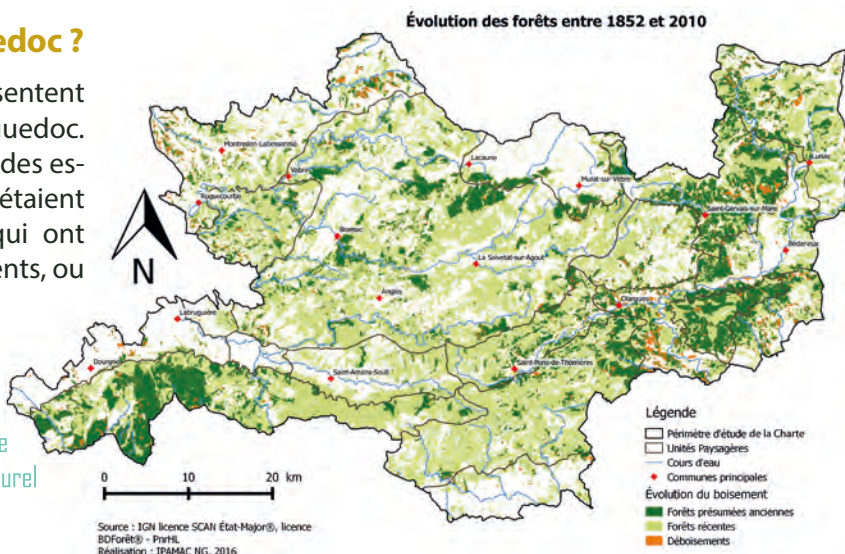 edoc ?
sentent
guedoc.
des es-
étaient
qui ont
ents, ou
e
urel
Évolution des forêts entre 1852 et 2010
Montredon-Labessonnié
Vabre
Lacaune
Murat-sur-Vèbre
Lunas
Roquecourbe
Saint-Gervais-sur-Mare
Brassac
Bédarieux
La Salvetat-sur-Agout
Anglès
Olargues
N
Labruguière
Dourgne
Saint-Amans-Soult
Saint-Pons-de-Thomières
0 10 20 km
Source : IGN licence SCAN État-Major®, licence
BDForêt® - PnrHL
Réalisation : IPAMAC NG, 2016
Légende
Périmètre d'étude de la Charte
Unités Paysagères
Cours d'eau
Communes principales
Évolution du boisement
Forêts présumées anciennes
Forêts récentes
Déboisements